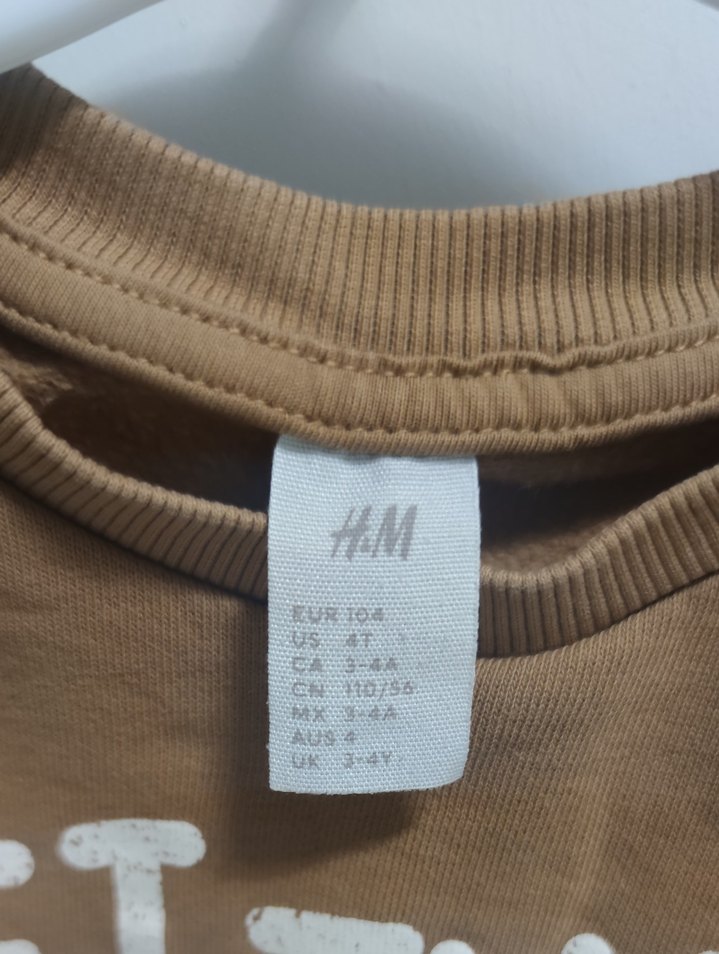 H&M
EUR 104
US 4T
CA 3-4A
CN 110/56
MX 3-4A
AUS 4
UK 3-4Y